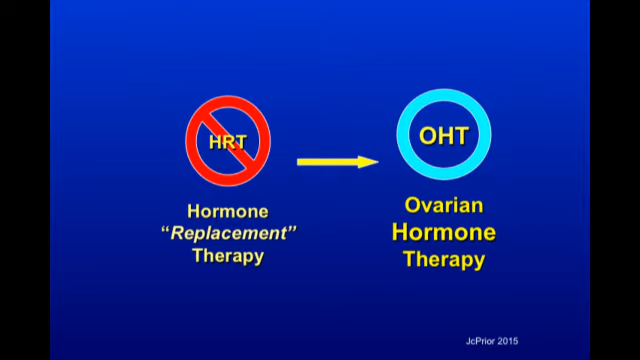 HRT
Hormone
“Replacement”
Therapy
OHT
Ovarian
Hormone
Therapy
JcPrior 2015